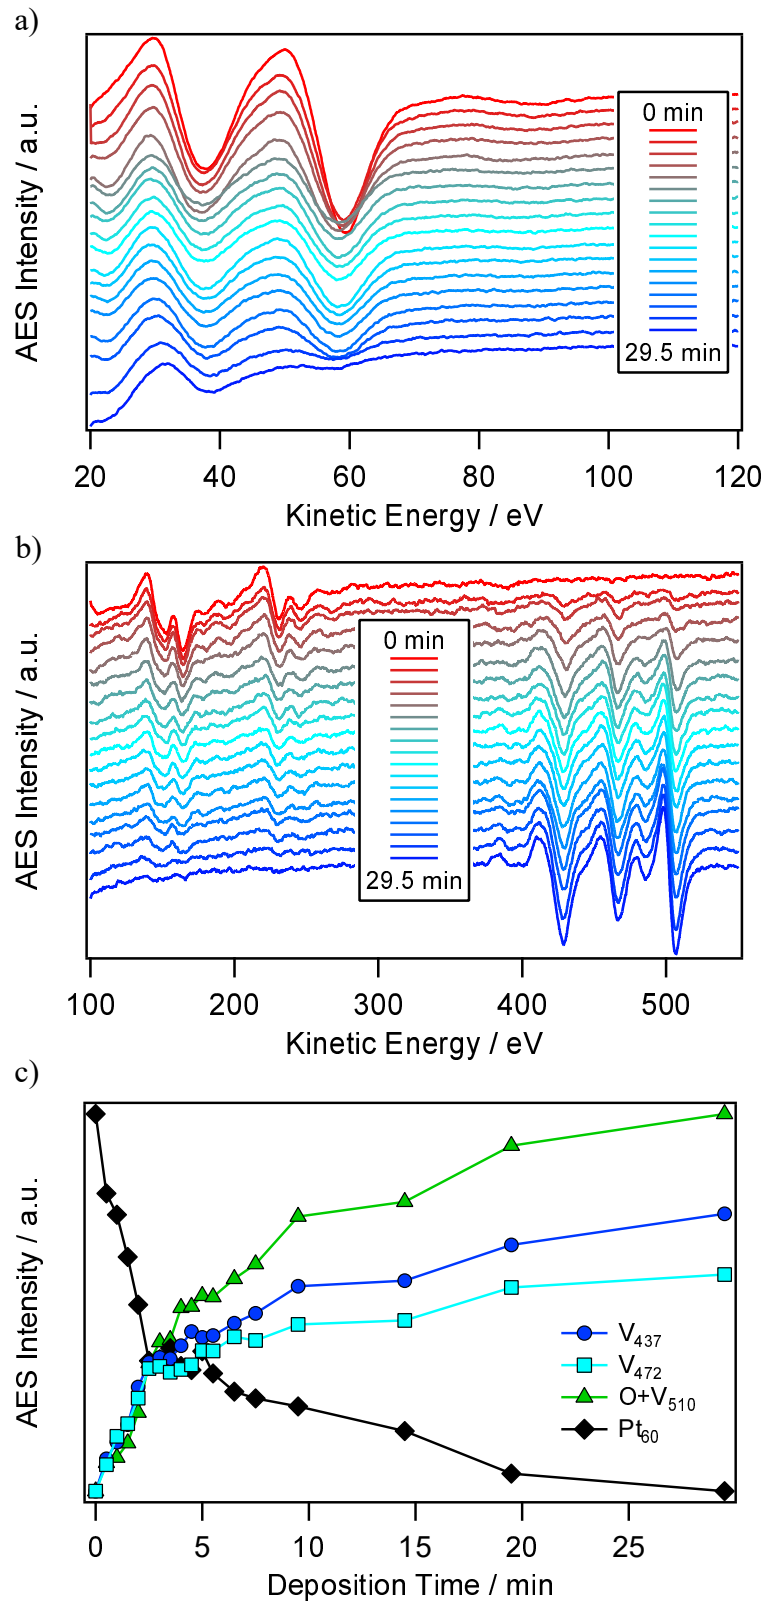 a)
AES Intensity / a.u.
0 min
29.5 min
20 40 60 80 100 120
Kinetic Energy / eV
b)
AES Intensity / a.u.
0 min
29.5 min
100 200 300 400 500
Kinetic Energy / eV
c)
AES Intensity / a.u.
V437
V472
O+V510
Pt60
0 5 10 15 20 25
Deposition Time / min